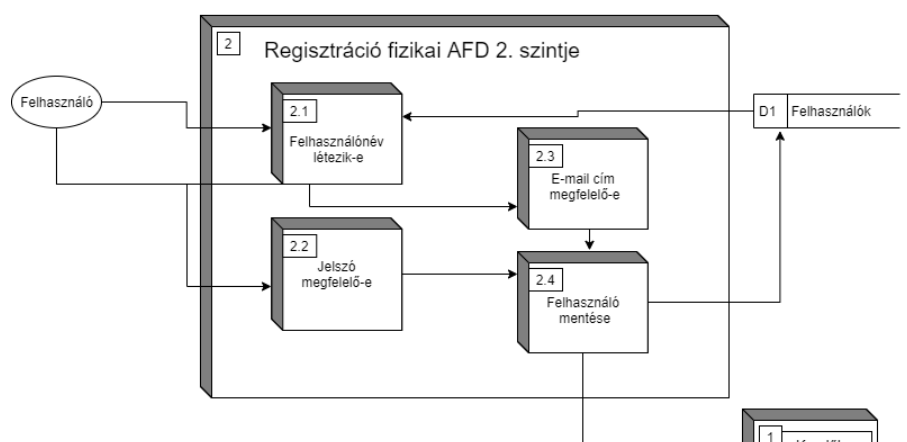 2
Regisztráció fizikai AFD 2. szintje
Felhasználó
2.1
Felhasználónév
létezik-e
D1
Felhasználók
2.3
E-mail cím
megfelelő-e
2.2
Jelszó
megfelelő-e
2.4
Felhasználó
mentése
1